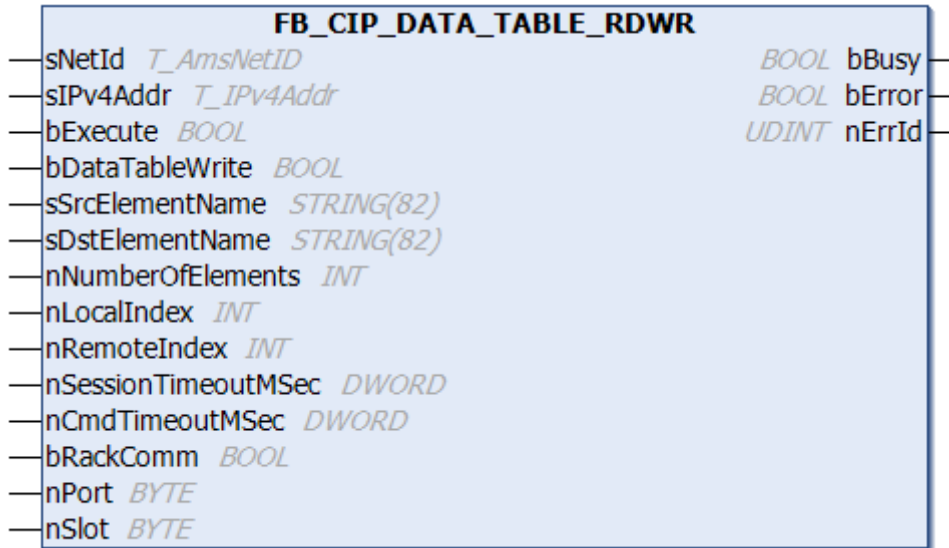 FB_CIP_DATA_TABLE_RDWR
sNetId T_AmsNetID BOOL bBusy
sIPv4Addr T_IPv4Addr BOOL bError
bExecute BOOL UDINT nErrId
bDataTableWrite BOOL
sSrcElementName STRING(82)
sDstElementName STRING(82)
nNumberOfElements INT
nLocalIndex INT
nRemoteIndex INT
nSessionTimeoutMSec DWORD
nCmdTimeoutMSec DWORD
bRackComm BOOL
nPort BYTE
nSlot BYTE